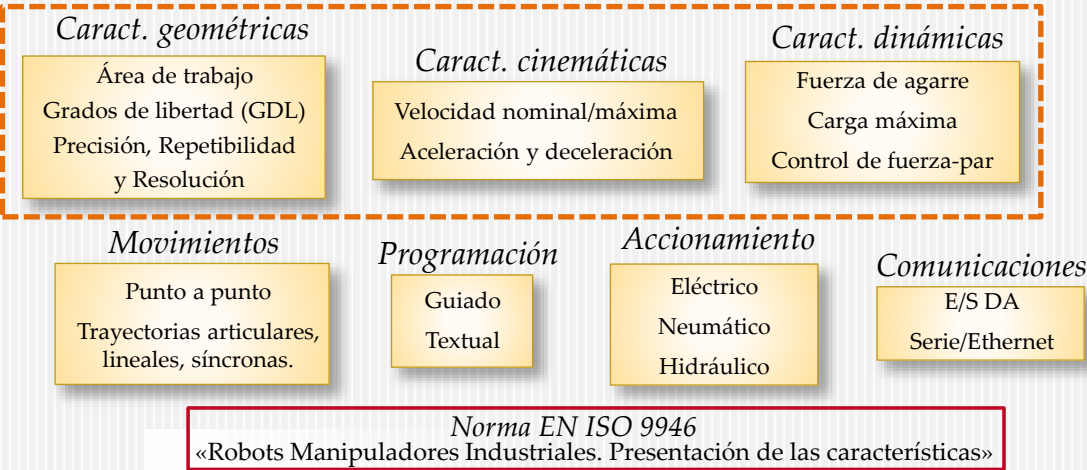 Caract. geométricas
Área de trabajo
Grados de libertad (GDL)
Precisión, Repetibilidad
y Resolución
Caract. cinemáticas
Velocidad nominal/máxima
Aceleración y deceleración
Caract. dinámicas
Fuerza de agarre
Carga máxima
Control de fuerza-par
Movimientos
Punto a punto
Trayectorias articulares,
lineales, síncronas.
Programación
Guiado
Textual
Accionamiento
Eléctrico
Neumático
Hidráulico
Comunicaciones
E/S DA
Serie/Ethernet
Norma EN ISO 9946
«Robots Manipuladores Industriales. Presentación de las características»